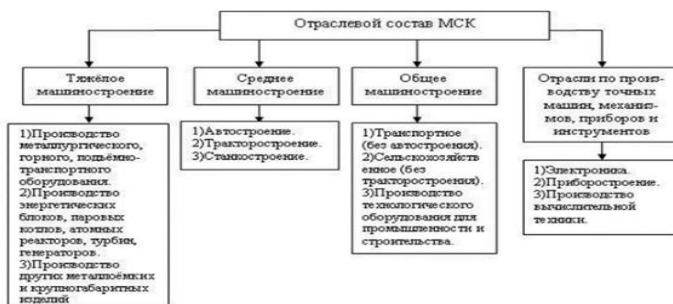 Отраслевой состав МСК
Тяжёлое
машиностроение
Среднее
машиностроение
Общее
машиностроение
Отрасли по произ-
водству точных
машин, механиз-
мов, приборов и
инструментов
1)Производство
металлургического,
горного, подъёмно-
транспортного
оборудования.
2)Производство
энергетических
блоков, паровых
котлов, атомных
реакторов, турбин,
генераторов.
3)Производство
других металлоёмких
и крупногабаритных
изделий
1)Автостроение.
2)Тракторостроение.
3)Станкостроение.
1)Транспортное
(без автостроения).
2)Сельскохозяйств
енное (без
тракторостроения).
3)Производство
технологического
оборудования для
промышленности и
строительства.
1)Электроника.
2)Приборостроение.
3)Производство
вычислительной
техники.